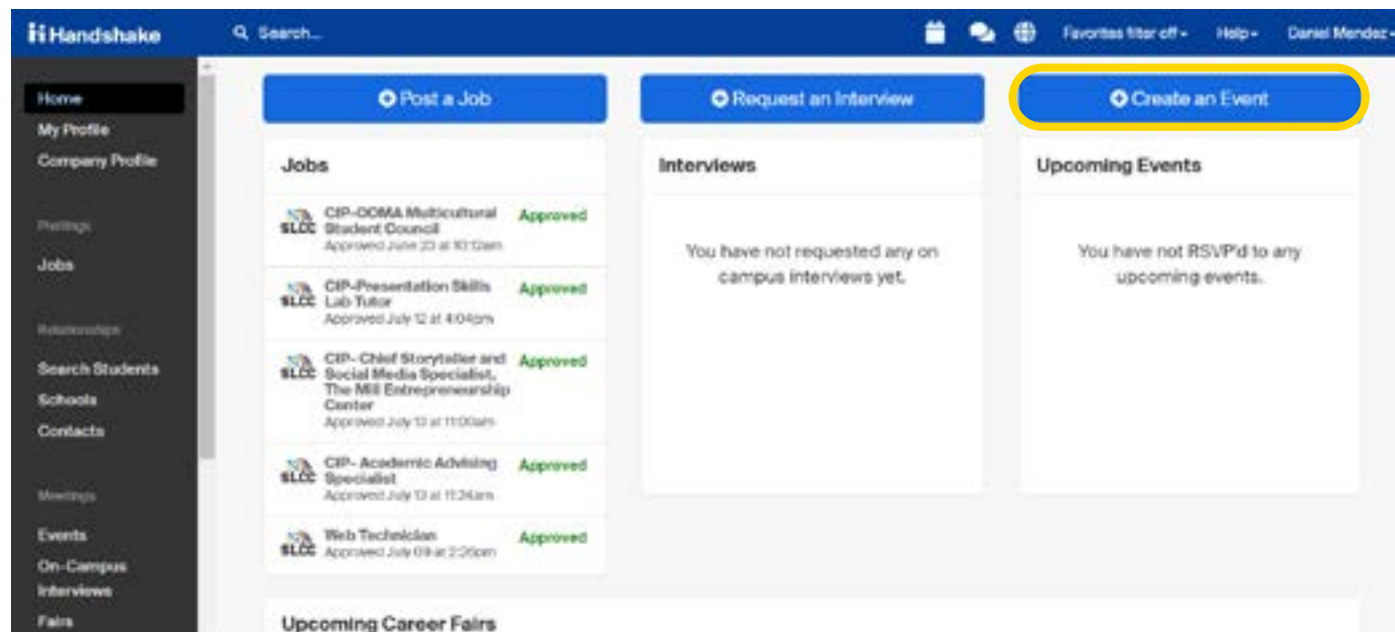 Handshake
Search...
Favorites filter off
Help
Daniel Mendez
Home
My Profile
Company Profile
Postings
Jobs
Relationships
Search Students
Schools
Contacts
Meetings
Events
On-Campus
Interviews
Fairs
Post a Job
Jobs
SLCC
CIP-OOMA Multicultural
Student Council
Approved June 23 at 10:12am
Approved
SLCC
CIP-Presentation Skills
Lab Tutor
Approved July 12 at 4:04pm
Approved
SLCC
CIP- Chief Storyteller and
Social Media Specialist,
The Mill Entrepreneurship
Center
Approved July 13 at 11:00am
Approved
SLCC
CIP- Academic Advising
Specialist
Approved July 13 at 11:24am
Approved
SLCC
Web Technician
Approved July 09 at 2:26pm
Approved
Request an Interview
Interviews
You have not requested any on
campus interviews yet.
Create an Event
Upcoming Events
You have not RSVP'd to any
upcoming events.
Upcoming Career Fairs